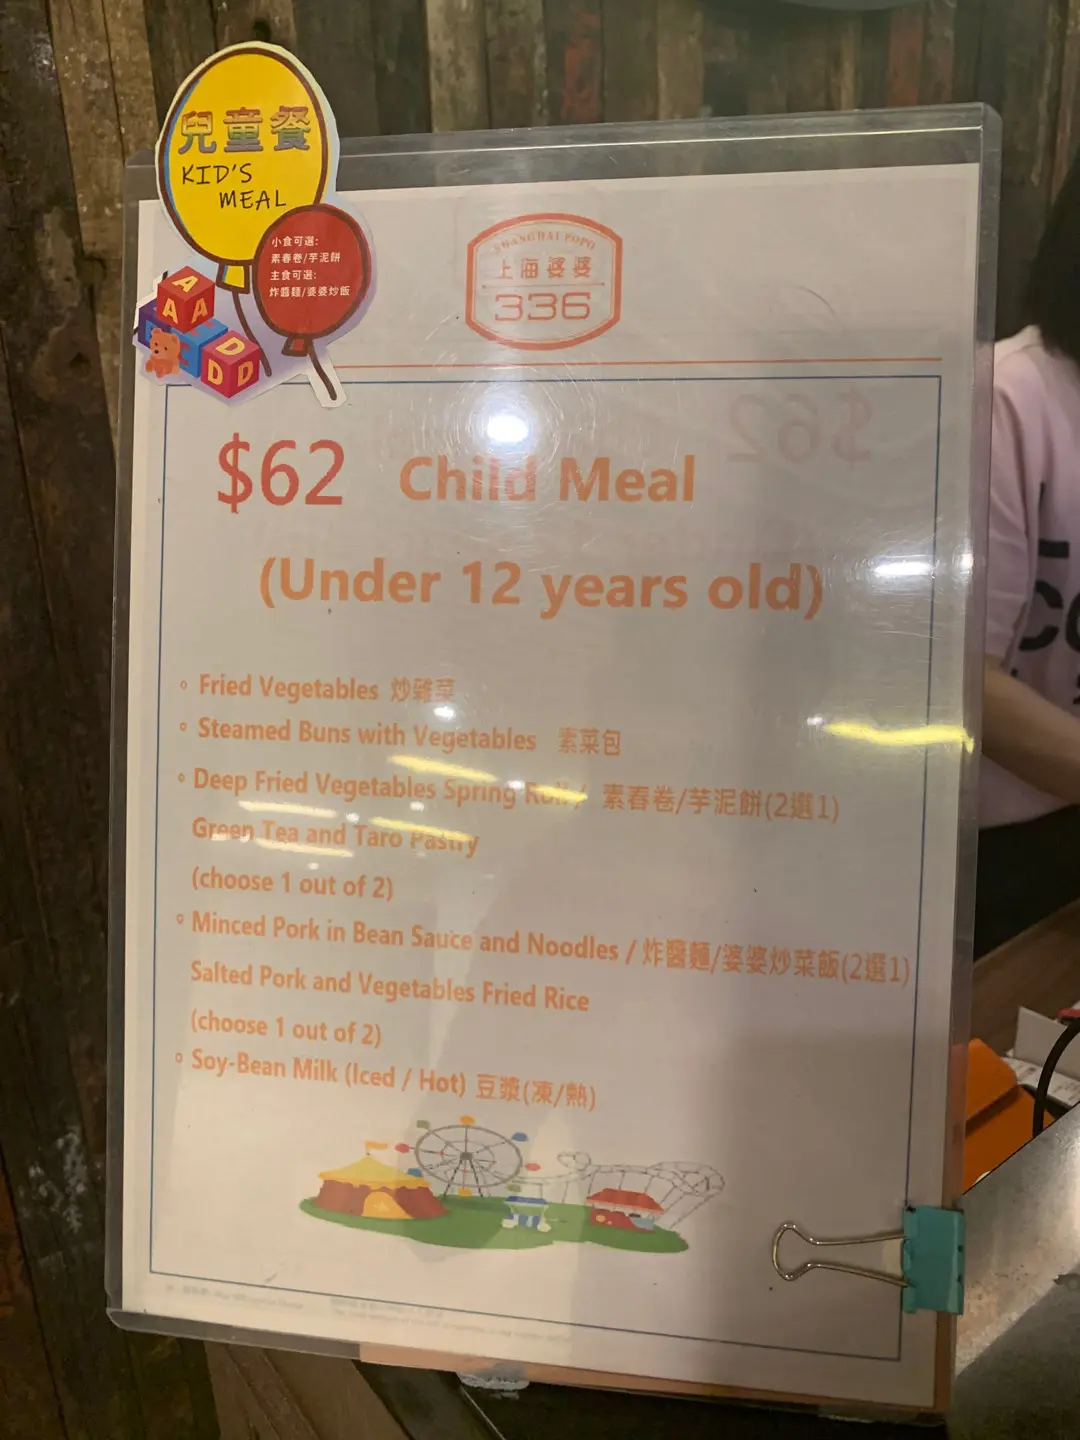 兒童餐
KID'S
MEAL
小食可選:
素春卷/芋泥餅
主食可選:
炸醬麵/婆婆炒飯
A A A
D D D
SHANGHAI POPO
上海婆婆
336
$62 Child Meal
(Under 12 years old)
Fried Vegetables 炒雜菜
Steamed Buns with Vegetables 素菜包
Deep Fried Vegetables Spring Roll / 素春卷/芋泥餅(2選1)
Green Tea and Taro Pastry
(choose 1 out of 2)
Minced Pork in Bean Sauce and Noodles / 炸醬麵/婆婆炒菜飯(2選1)
Salted Pork and Vegetables Fried Rice
(choose 1 out of 2)
Soy-Bean Milk (Iced / Hot) 豆漿(凍/熱)